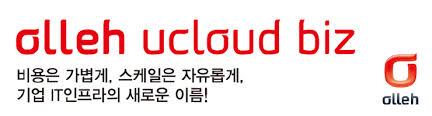 olleh ucloud biz
비용은 가볍게, 스케일은 자유롭게,
기업 IT인프라의 새로운 이름!
olleh